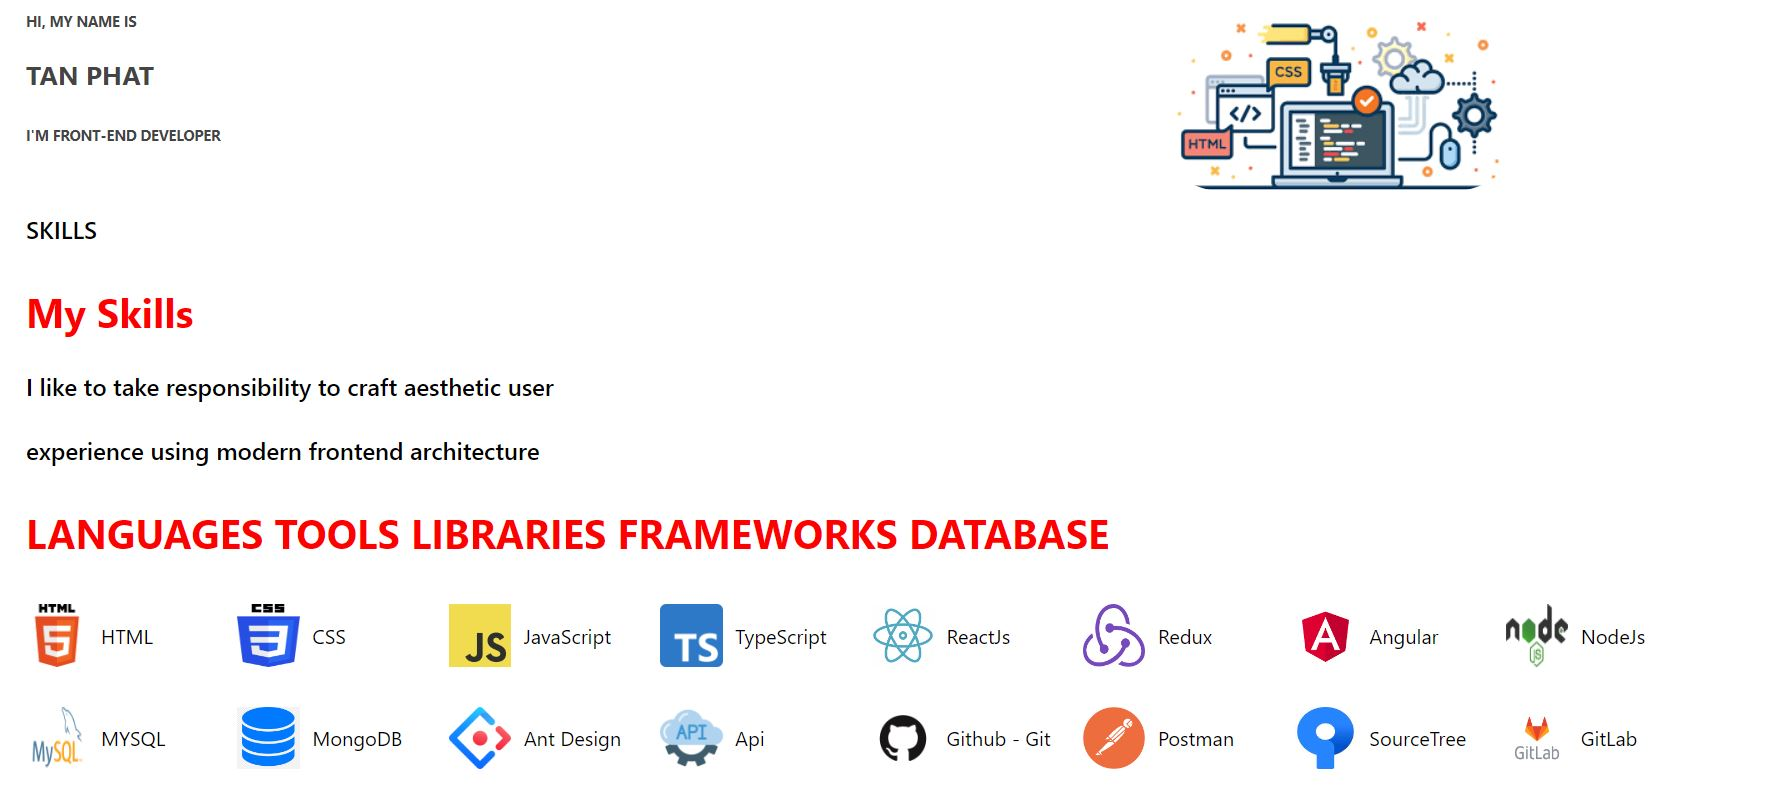 HI, MY NAME IS
TAN PHAT
I'M FRONT-END DEVELOPER
CSS
</>
HTML
SKILLS
My Skills
I like to take responsibility to craft aesthetic user
experience using modern frontend architecture
LANGUAGES TOOLS LIBRARIES FRAMEWORKS DATABASE
HTML 5 HTML
CSS 3 CSS
JS JavaScript
TS TypeScript
ReactJs
Redux
A Angular
node JS NodeJs
MySQL MYSQL
MongoDB
Ant Design
API Api
Github - Git
Postman
SourceTree
GitLab GitLab